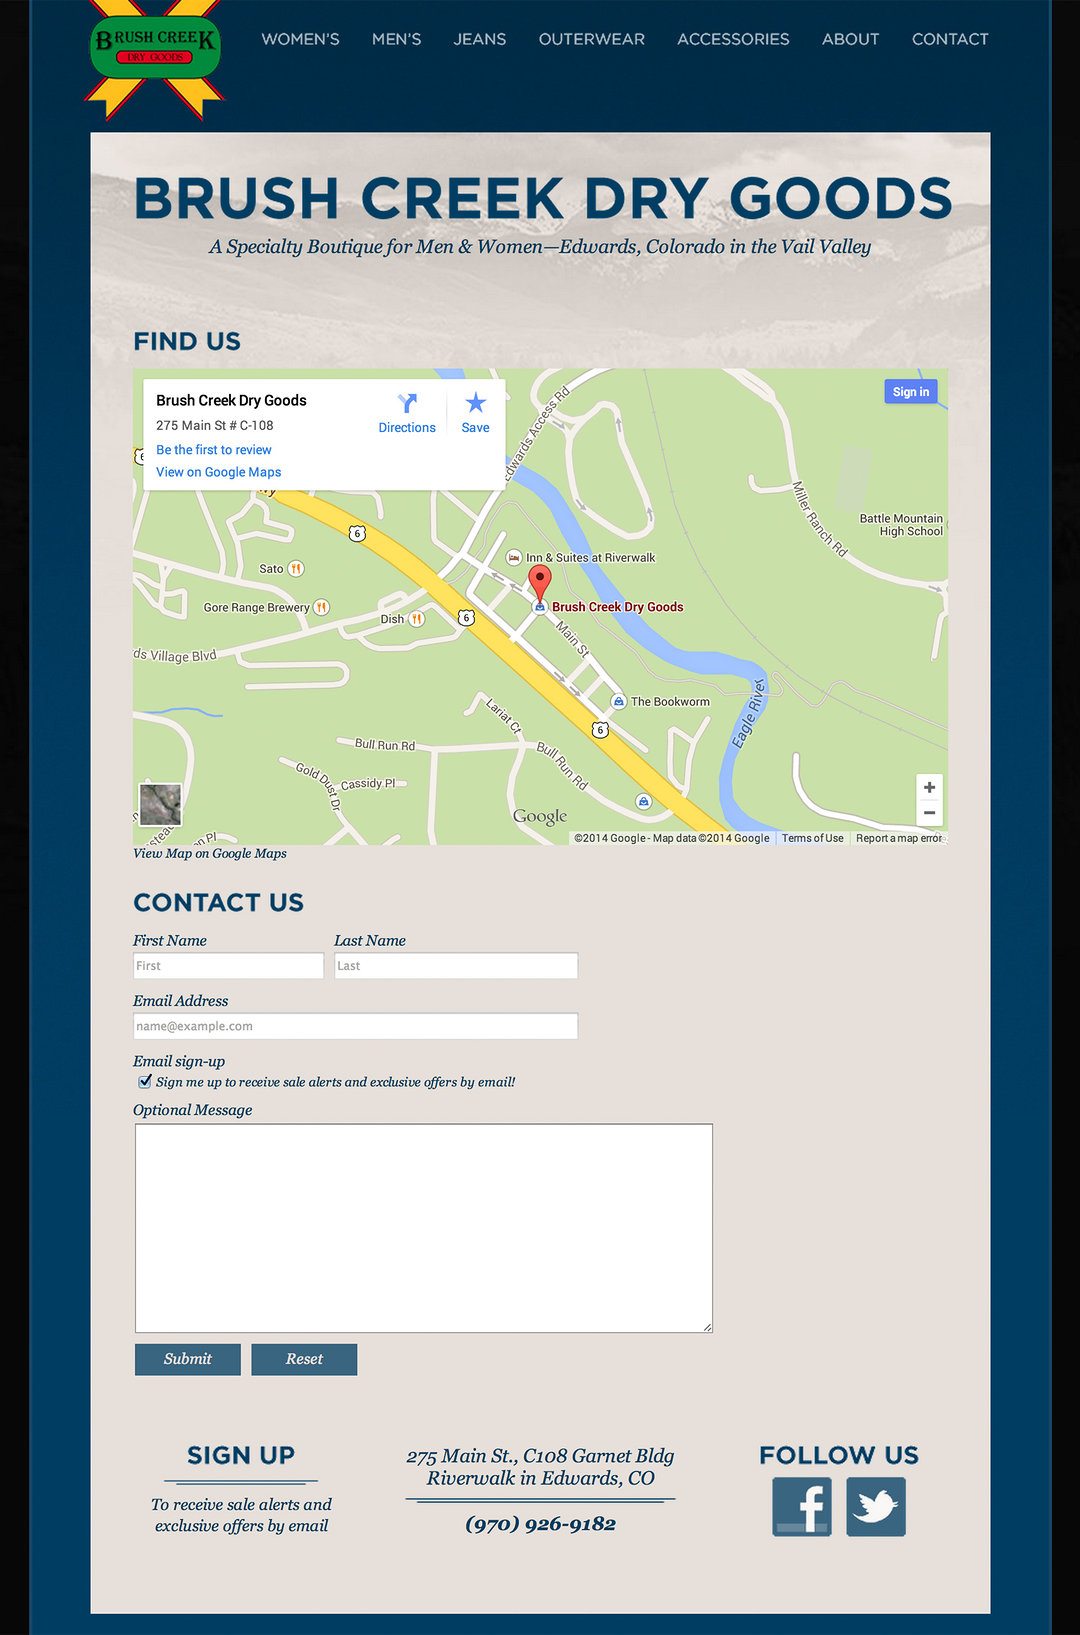 BRUSH CREEK
DRY GOODS
WOMEN'S MEN'S JEANS OUTERWEAR ACCESSORIES ABOUT CONTACT
BRUSH CREEK DRY GOODS
A Specialty Boutique for Men & Women—Edwards, Colorado in the Vail Valley
FIND US
Brush Creek Dry Goods
275 Main St # C-108
Be the first to review
View on Google Maps
Directions
Save
Sign in
Edwards Access Rd
Miller Ranch Rd
Battle Mountain
High School
6
6
Inn & Suites at Riverwalk
Sato
Gore Range Brewery
Dish
6
Brush Creek Dry Goods
Main St
ds Village Blvd
The Bookworm
Eagle River
6
Lariat Ct
Bull Run Rd
Bull Run Rd
Gold Dust Dr
Cassidy Pl
Google
©2014 Google - Map data ©2014 Google Terms of Use Report a map error
View Map on Google Maps
CONTACT US
First Name Last Name
First Last
Email Address
name@example.com
Email sign-up
Sign me up to receive sale alerts and exclusive offers by email!
Optional Message
Submit Reset
SIGN UP
To receive sale alerts and
exclusive offers by email
275 Main St., C108 Garnet Bldg
Riverwalk in Edwards, CO
(970) 926-9182
FOLLOW US
f